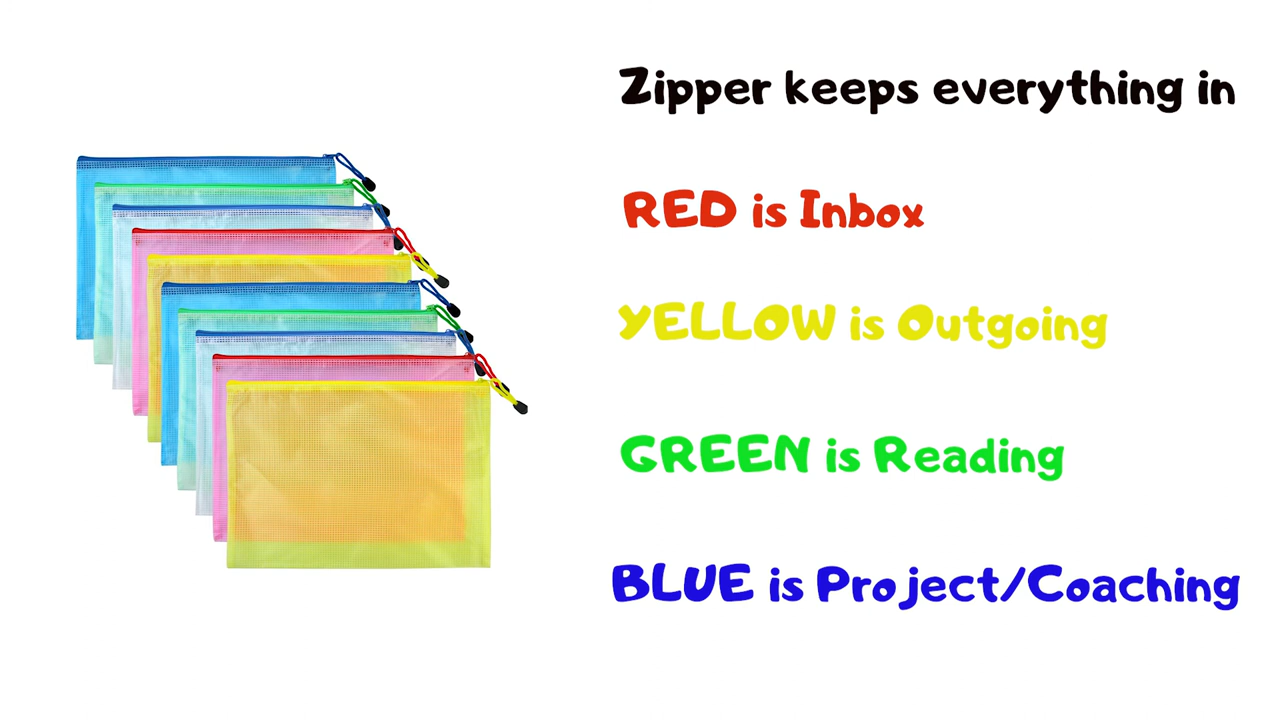 Zipper keeps everything in
RED is Inbox
YELLOW is Outgoing
GREEN is Reading
BLUE is Project/Coaching